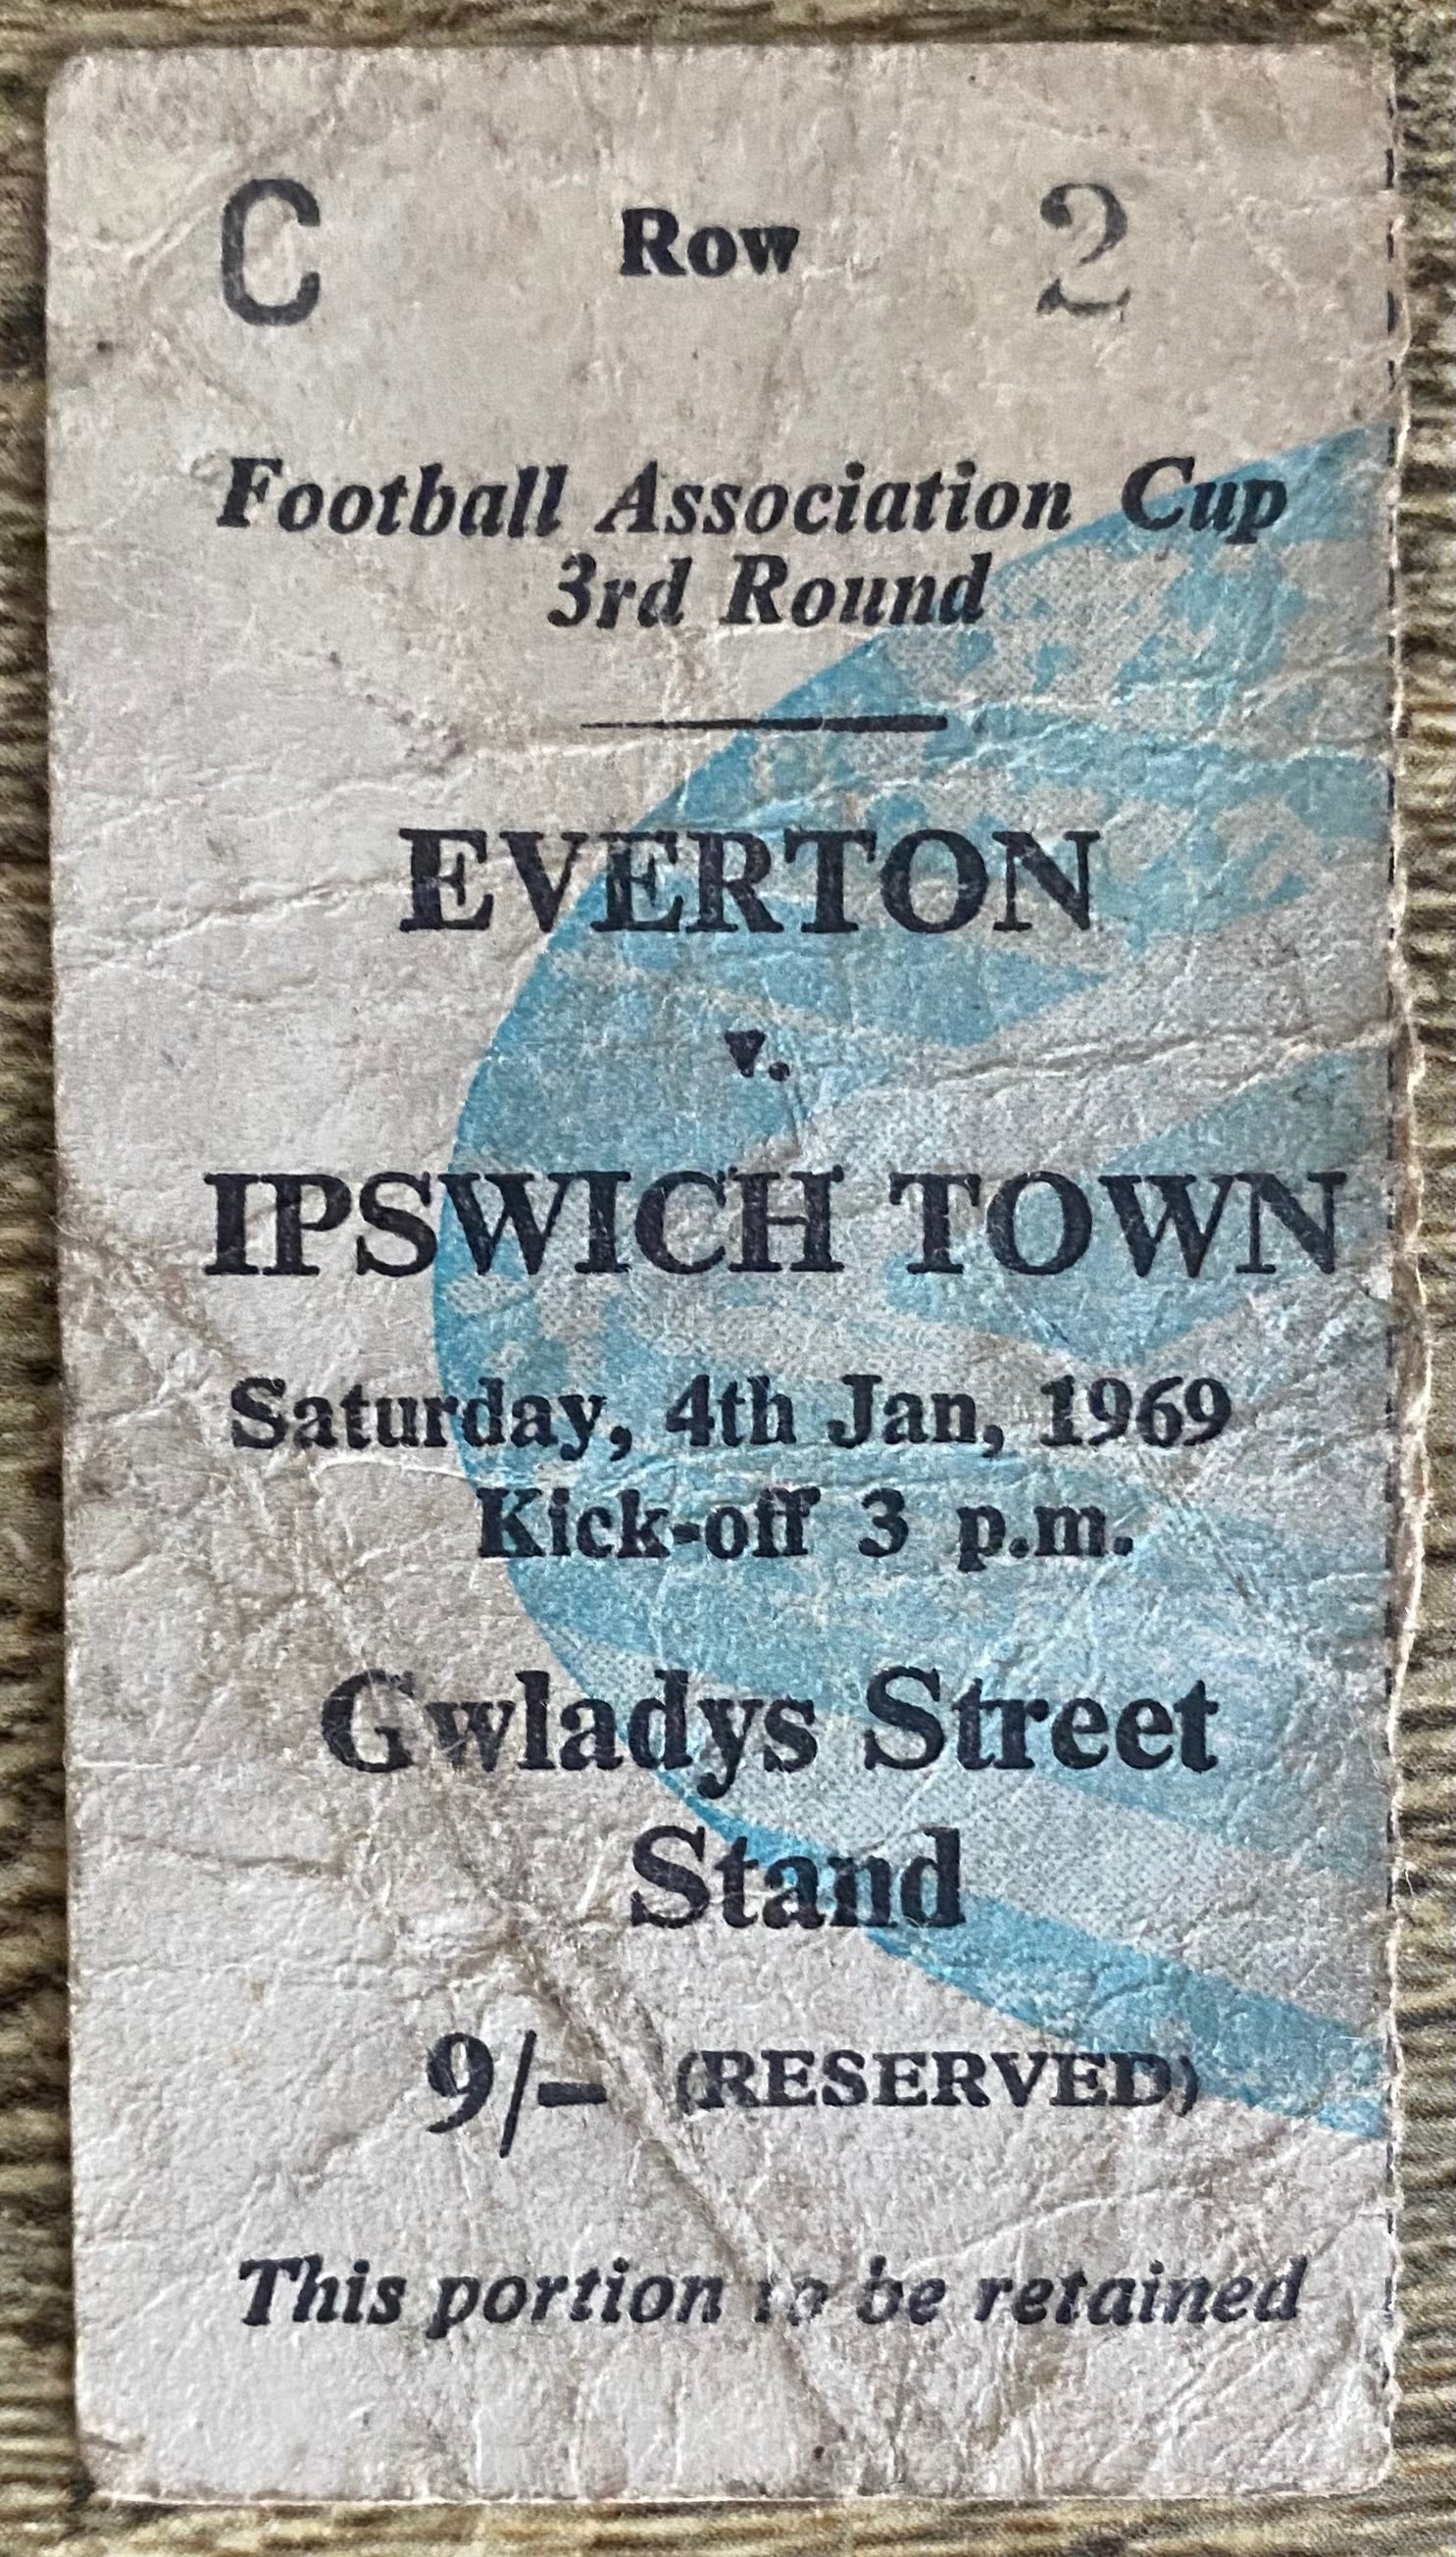 C Row 2
Football Association Cup
3rd Round
EVERTON
v.
IPSWICH TOWN
Saturday, 4th Jan, 1969
Kick-off 3 p.m.
Gwladys Street
Stand
9/- (RESERVED)
This portion to be retained